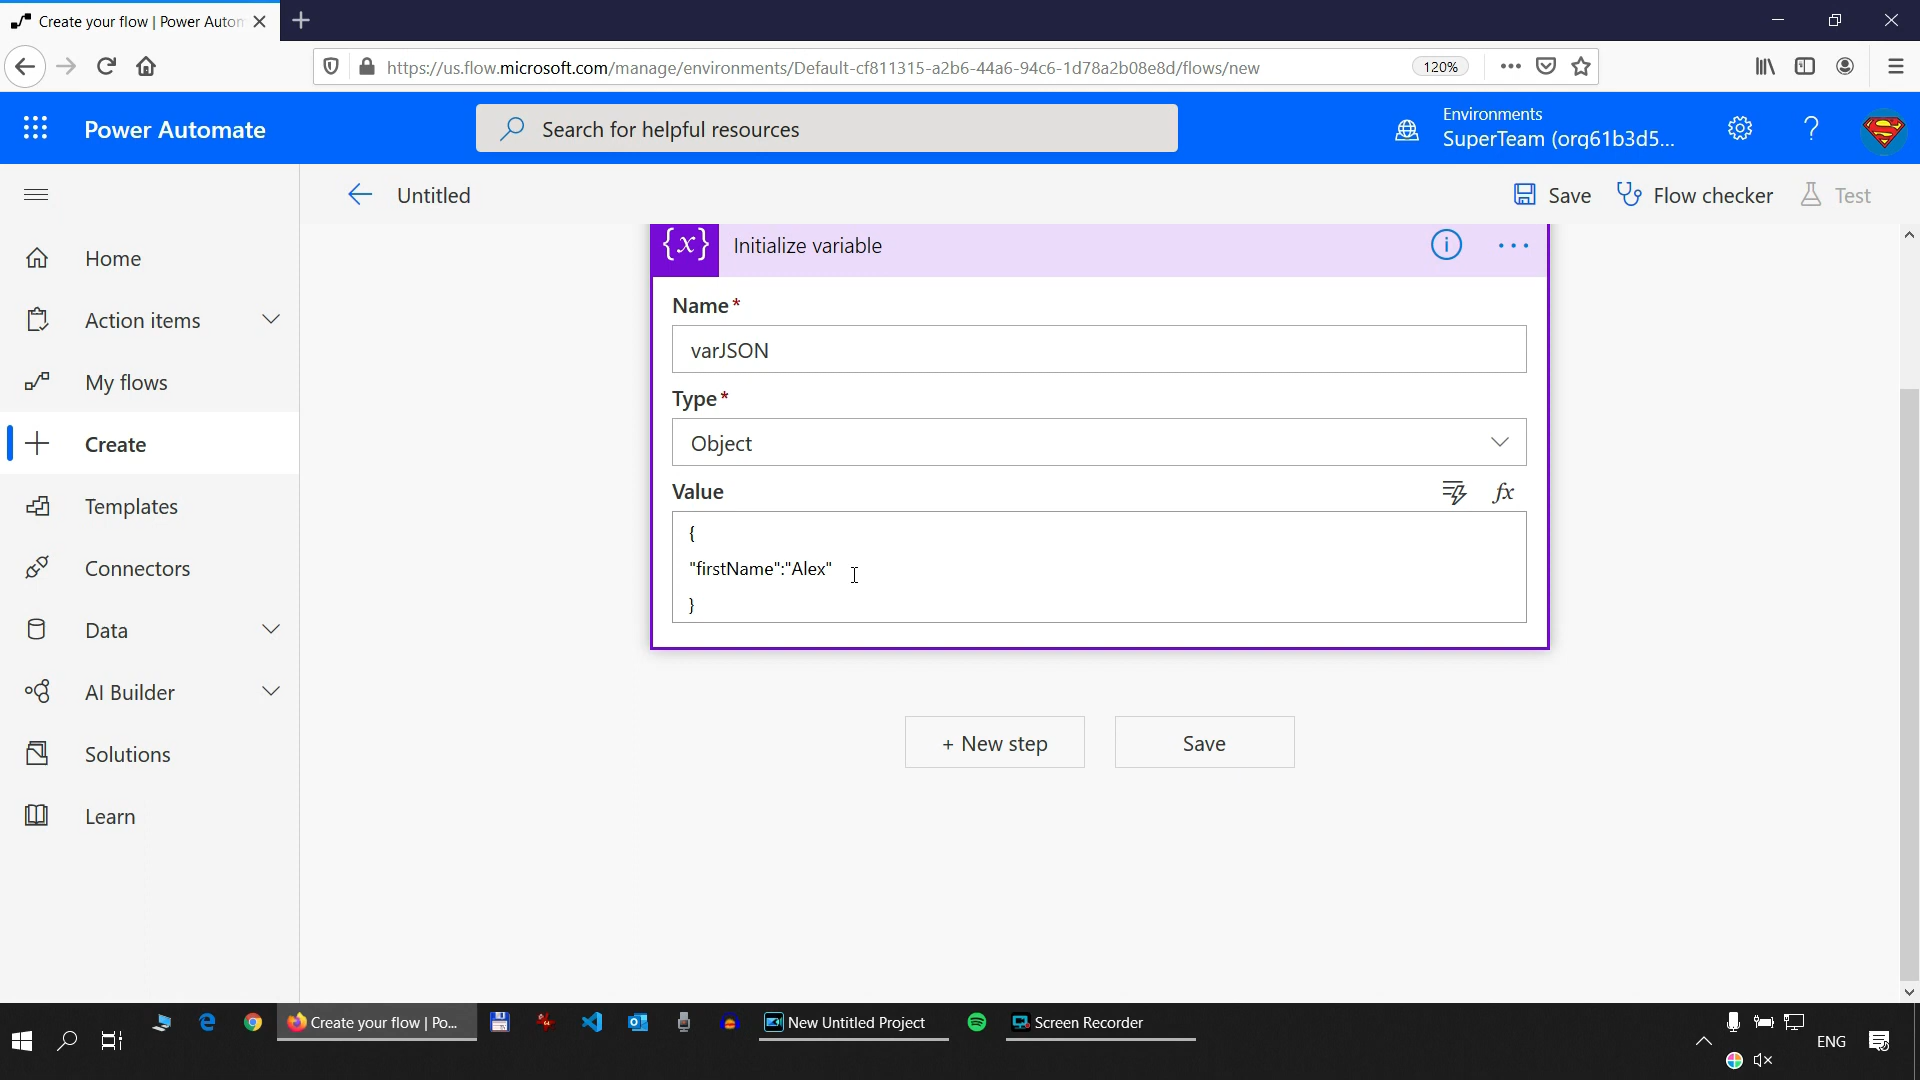 Create your flow | Power Autom
https://us.flow.microsoft.com/manage/environments/Default-cf811315-a2b6-44a6-94c6-1d78a2b08e8d/flows/new
120%
Power Automate
Search for helpful resources
Environments
SuperTeam (org61b3d5...
?
Untitled
Save
Flow checker
Test
Home
Action items
My flows
Create
Templates
Connectors
Data
AI Builder
Solutions
Learn
{x}
Initialize variable
Name*
varJSON
Type*
Object
Value
fx
{
"firstName":"Alex"
}
+ New step
Save
Create your flow | Po...
New Untitled Project
Screen Recorder
ENG